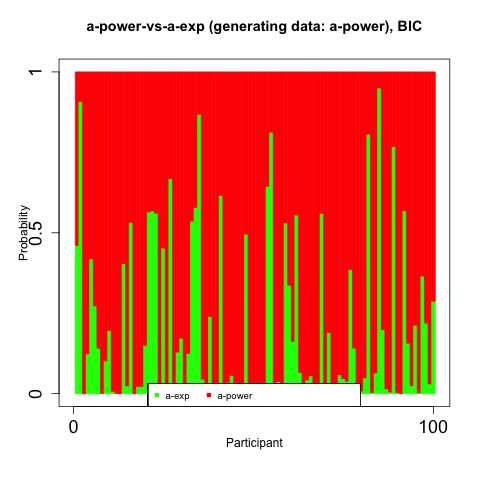 a-power-vs-a-exp (generating data: a-power), BIC
1
0.5
0
Probability
a-exp a-power
0 100
Participant